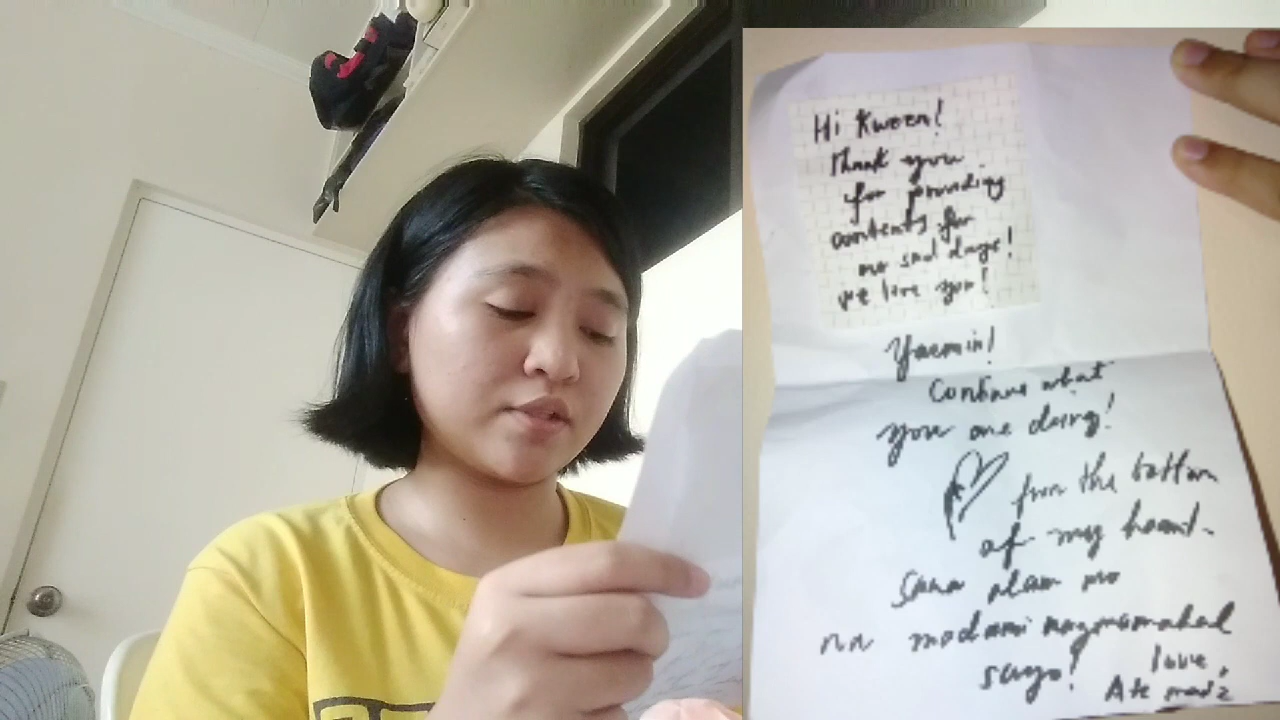 Hi Kween!
Thank you
for providing
contents for
no sad days!
we love you!
Yasmin!
Continue what
you are doing!
from the bottom
of my heart.
Sana alam mo
na madami nagmamahal
sayo!
love,
Ate